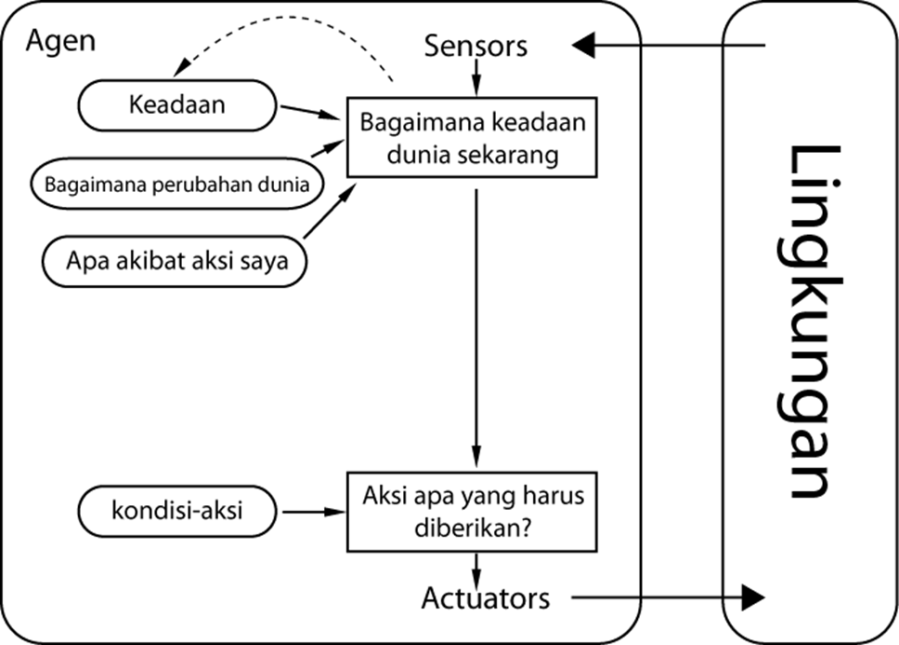 Agen
Sensors
Keadaan
Bagaimana keadaan
dunia sekarang
Bagaimana perubahan dunia
Apa akibat aksi saya
kondisi-aksi
Aksi apa yang harus
diberikan?
Actuators
Lingkungan